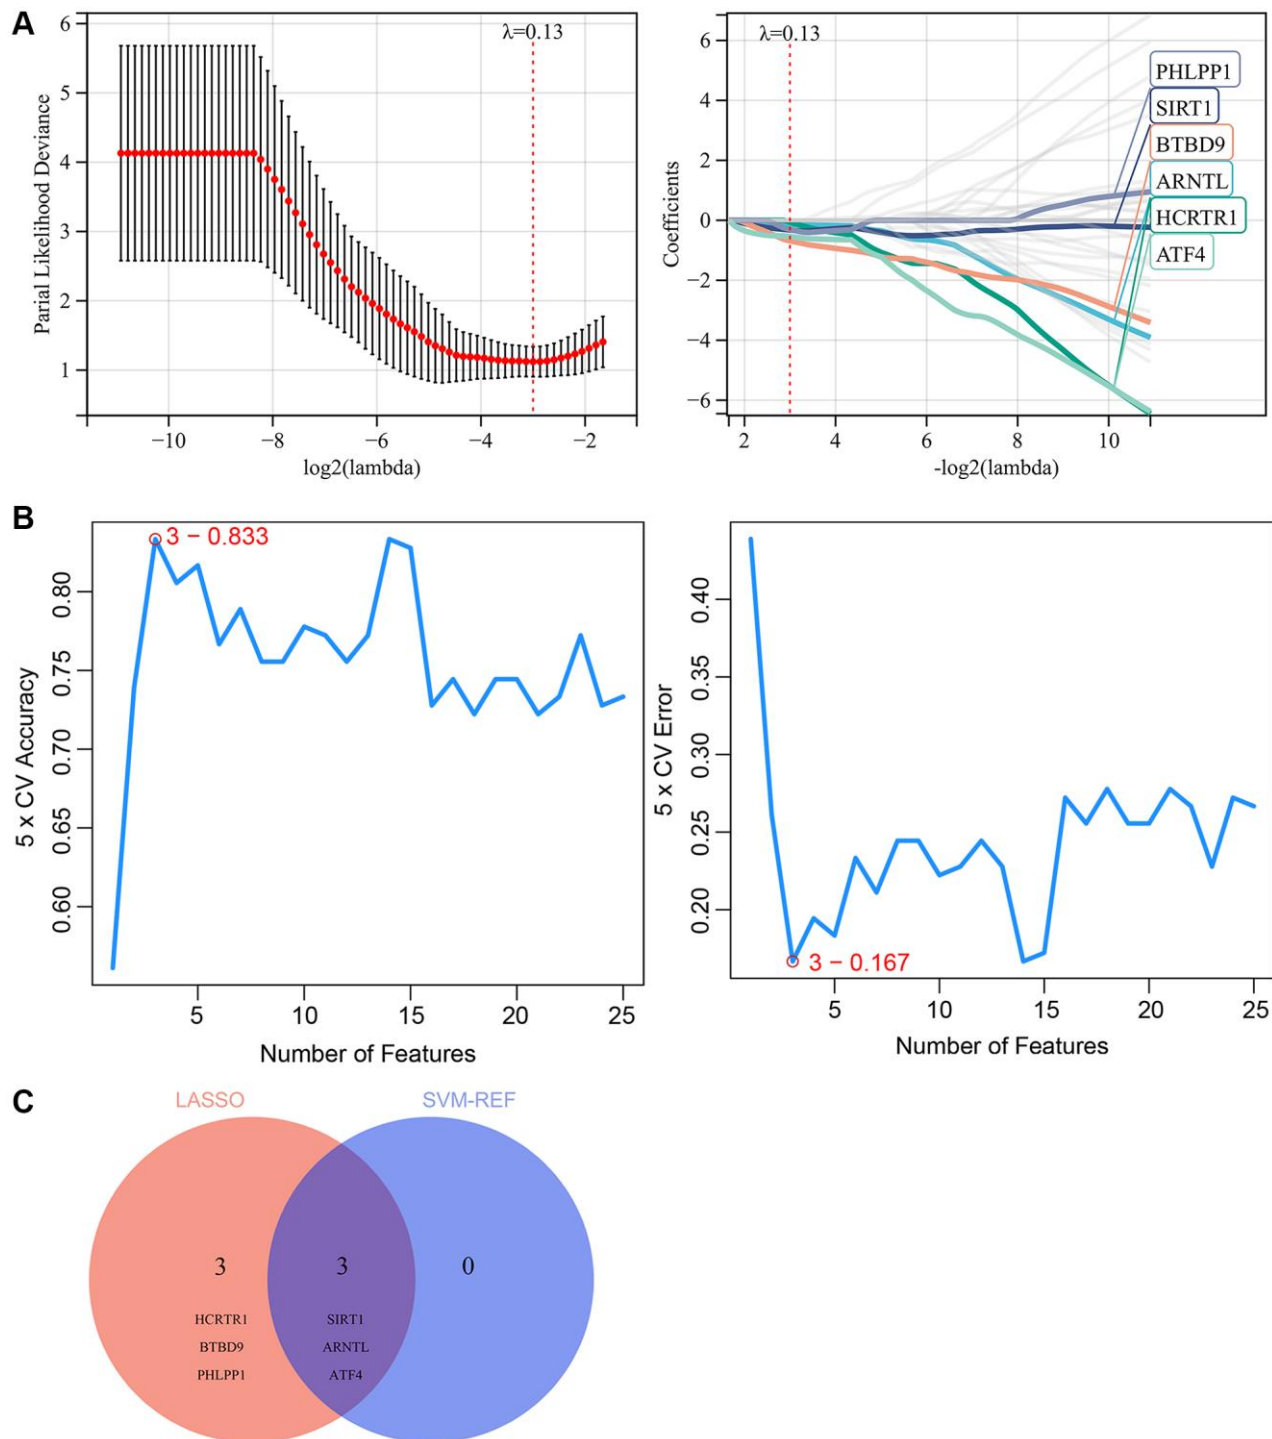 A
6
5
4
3
2
1
Parial Likelihood Deviance
λ=0.13
−10
−8
−6
−4
−2
log2(lambda)
6
4
2
0
−2
−4
−6
Coefficients
λ=0.13
PHLPP1
SIRT1
BTBD9
ARNTL
HCRTR1
ATF4
2
4
6
8
10
-log2(lambda)
B
0.80
0.75
0.70
0.65
0.60
5 x CV Accuracy
3 − 0.833
5
10
15
20
25
Number of Features
0.40
0.35
0.30
0.25
0.20
5 x CV Error
3 − 0.167
5
10
15
20
25
Number of Features
C
LASSO
SVM-REF
3
3
0
HCRTR1
BTBD9
PHLPP1
SIRT1
ARNTL
ATF4